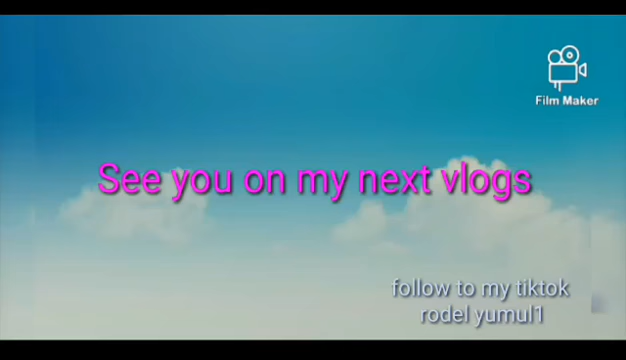 Film Maker
See you on my next vlogs
follow to my tiktok
rodel yumul1